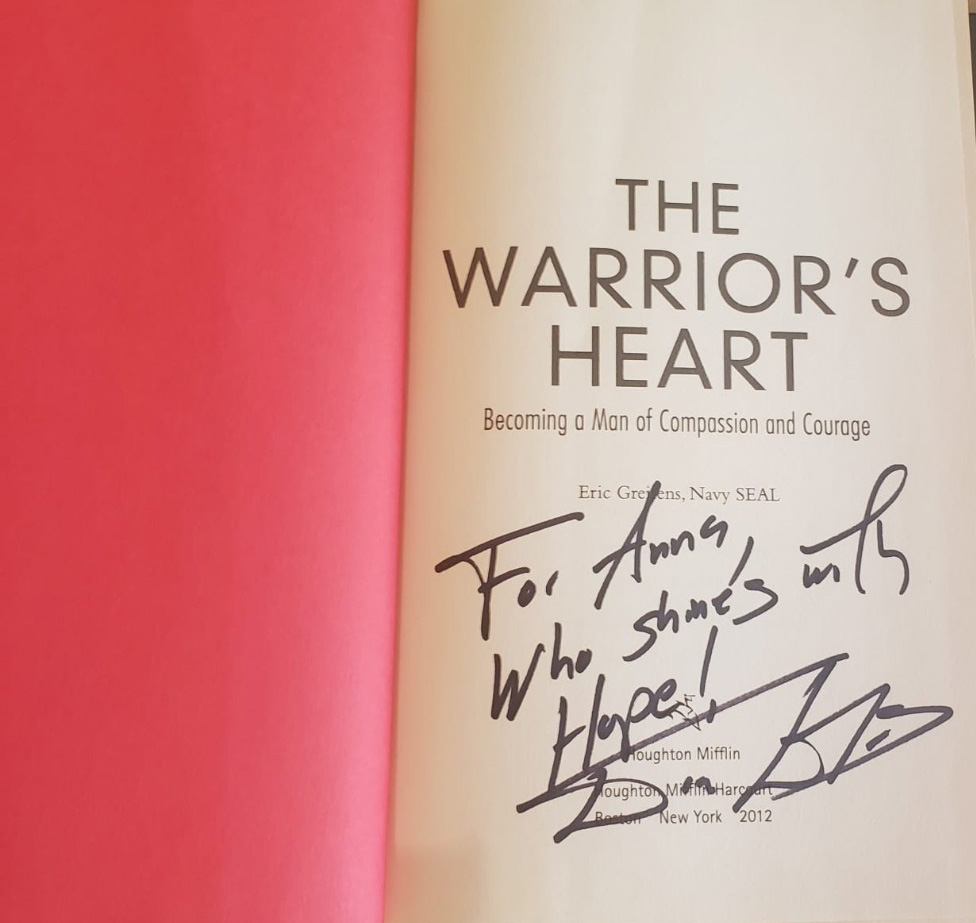 THE
WARRIOR'S
HEART
Becoming a Man of Compassion and Courage
Eric Greitens, Navy SEAL
For Anna,
Who shines with
Hope!
Houghton Mifflin
Houghton Mifflin Harcourt
Boston New York 2012